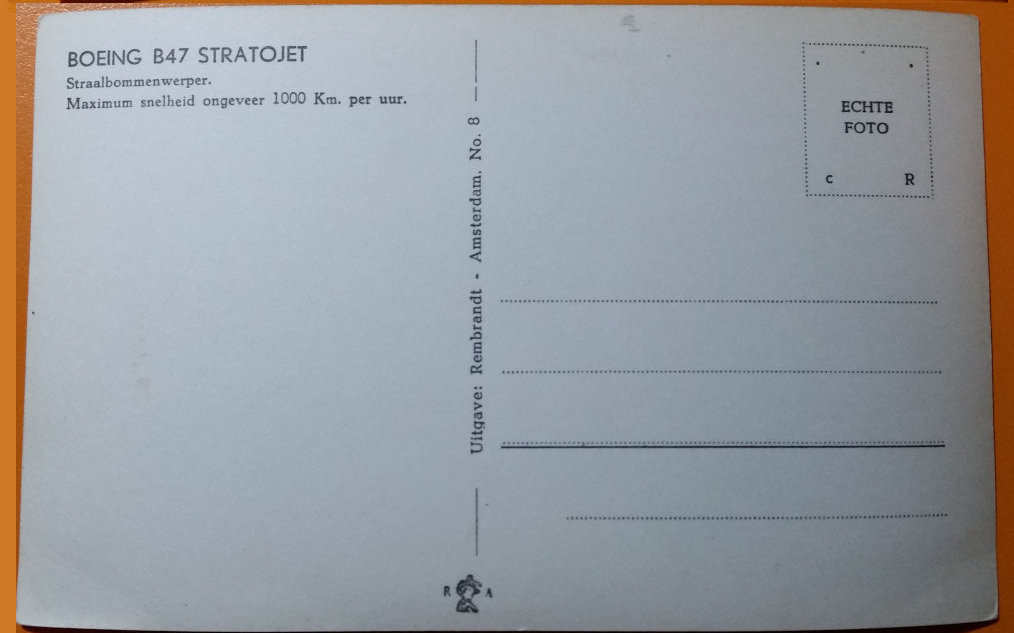 BOEING B47 STRATOJET
Straalbommenwerper.
Maximum snelheid ongeveer 1000 Km. per uur.
Uitgave: Rembrandt - Amsterdam. No. 8
ECHTE
FOTO
c R
R A